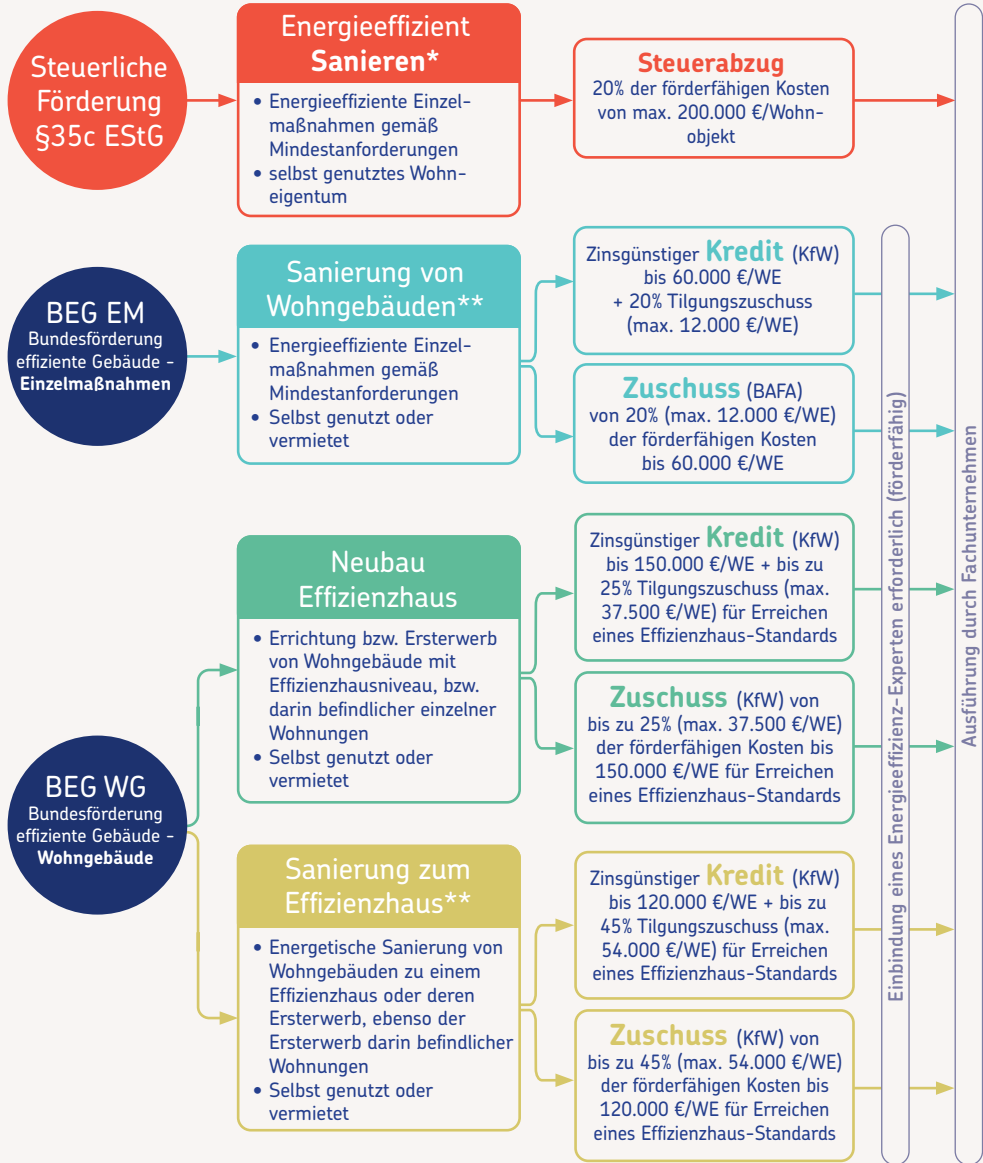 Steuerliche
Förderung
§35c EStG
Energieeffizient
Sanieren*
• Energieeffiziente Einzel-
maßnahmen gemäß
Mindestanforderungen
• selbst genutztes Wohn-
eigentum
Steuerabzug
20% der förderfähigen Kosten
von max. 200.000 €/Wohn-
objekt
BEG EM
Bundesförderung
effiziente Gebäude –
Einzelmaßnahmen
Sanierung von
Wohngebäuden**
• Energieeffiziente Einzel-
maßnahmen gemäß
Mindestanforderungen
• Selbst genutzt oder
vermietet
Zinsgünstiger Kredit (KfW)
bis 60.000 €/WE
+ 20% Tilgungszuschuss
(max. 12.000 €/WE)
Zuschuss (BAFA)
von 20% (max. 12.000 €/WE)
der förderfähigen Kosten
bis 60.000 €/WE
BEG WG
Bundesförderung
effiziente Gebäude –
Wohngebäude
Neubau
Effizienzhaus
• Errichtung bzw. Ersterwerb
von Wohngebäude mit
Effizienzhausniveau, bzw.
darin befindlicher einzelner
Wohnungen
• Selbst genutzt oder
vermietet
Zinsgünstiger Kredit (KfW)
bis 150.000 €/WE + bis zu
25% Tilgungszuschuss (max.
37.500 €/WE) für Erreichen
eines Effizienzhaus-Standards
Zuschuss (KfW) von
bis zu 25% (max. 37.500 €/WE)
der förderfähigen Kosten bis
150.000 €/WE für Erreichen
eines Effizienzhaus-Standards
Sanierung zum
Effizienzhaus**
• Energetische Sanierung von
Wohngebäuden zu einem
Effizienzhaus oder deren
Ersterwerb, ebenso der
Ersterwerb darin befindlicher
Wohnungen
• Selbst genutzt oder
vermietet
Zinsgünstiger Kredit (KfW)
bis 120.000 €/WE + bis zu
45% Tilgungszuschuss (max.
54.000 €/WE) für Erreichen
eines Effizienzhaus-Standards
Zuschuss (KfW) von
bis zu 45% (max. 54.000 €/WE)
der förderfähigen Kosten bis
120.000 €/WE für Erreichen
eines Effizienzhaus-Standards
Einbindung eines Energieeffizienz-Experten erforderlich (förderfähig)
Ausführung durch Fachunternehmen